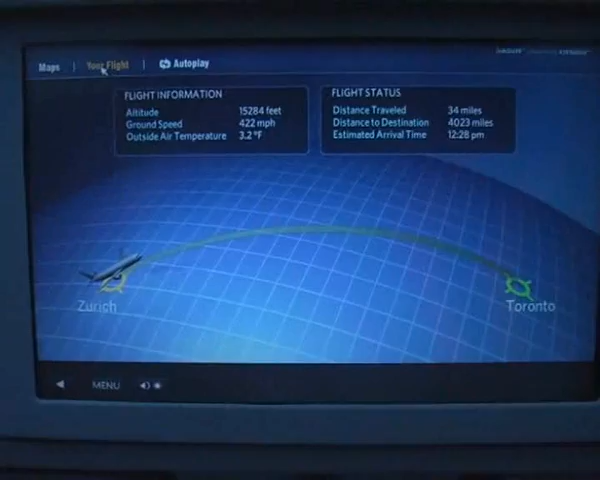 Maps | Your Flight | Autoplay
FLIGHT INFORMATION
Altitude 15284 feet
Ground Speed 422 mph
Outside Air Temperature 3.2 °F
FLIGHT STATUS
Distance Traveled 34 miles
Distance to Destination 4023 miles
Estimated Arrival Time 12:28 pm
Zurich
Toronto
MENU